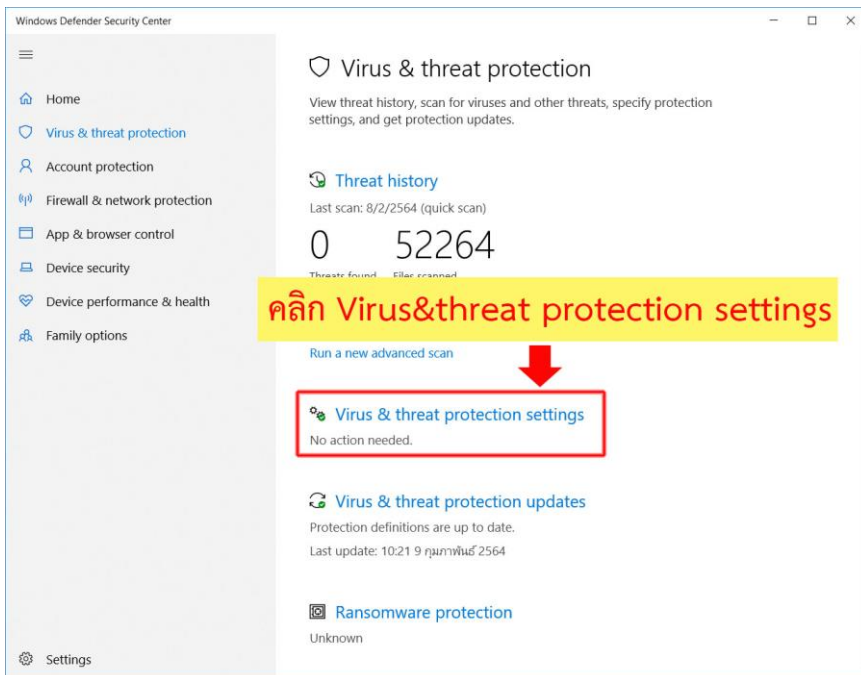 Windows Defender Security Center
Home
Virus & threat protection
Account protection
Firewall & network protection
App & browser control
Device security
Device performance & health
Family options
Settings
Virus & threat protection
View threat history, scan for viruses and other threats, specify protection
settings, and get protection updates.
Threat history
Last scan: 8/2/2564 (quick scan)
0 52264
Threats found Files scanned
คลิก Virus&threat protection settings
Run a new advanced scan
Virus & threat protection settings
No action needed.
Virus & threat protection updates
Protection definitions are up to date.
Last update: 10:21 9 กุมภาพันธ์ 2564
Ransomware protection
Unknown